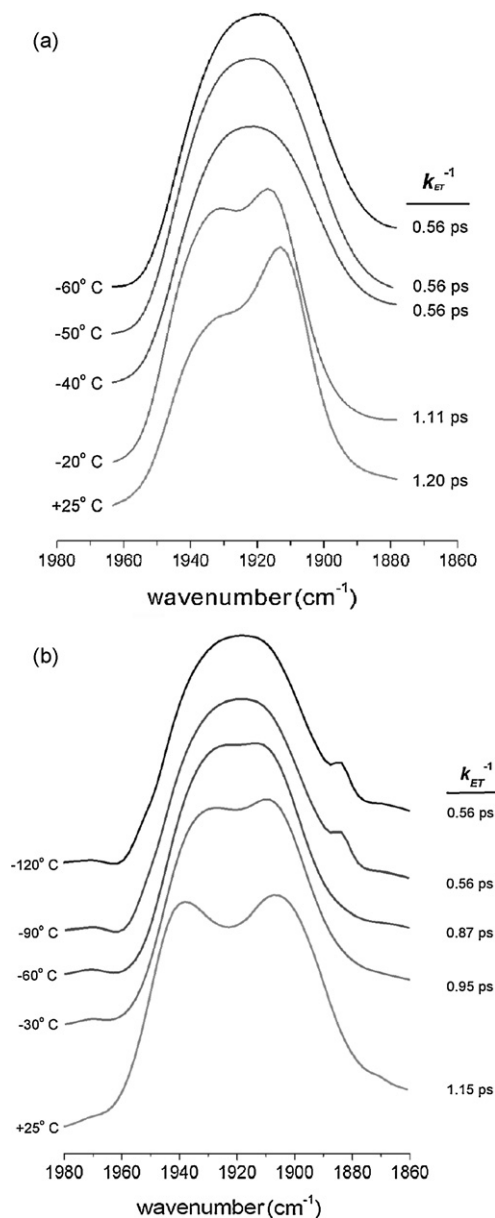 (a)
k_ET^-1
0.56 ps
-60° C
0.56 ps
-50° C
0.56 ps
-40° C
1.11 ps
-20° C
1.20 ps
+25° C
1980 1960 1940 1920 1900 1880 1860
wavenumber (cm^-1)
(b)
k_ET^-1
0.56 ps
-120° C
0.56 ps
-90° C
0.87 ps
-60° C
0.95 ps
-30° C
1.15 ps
+25° C
1980 1960 1940 1920 1900 1880 1860
wavenumber (cm^-1)